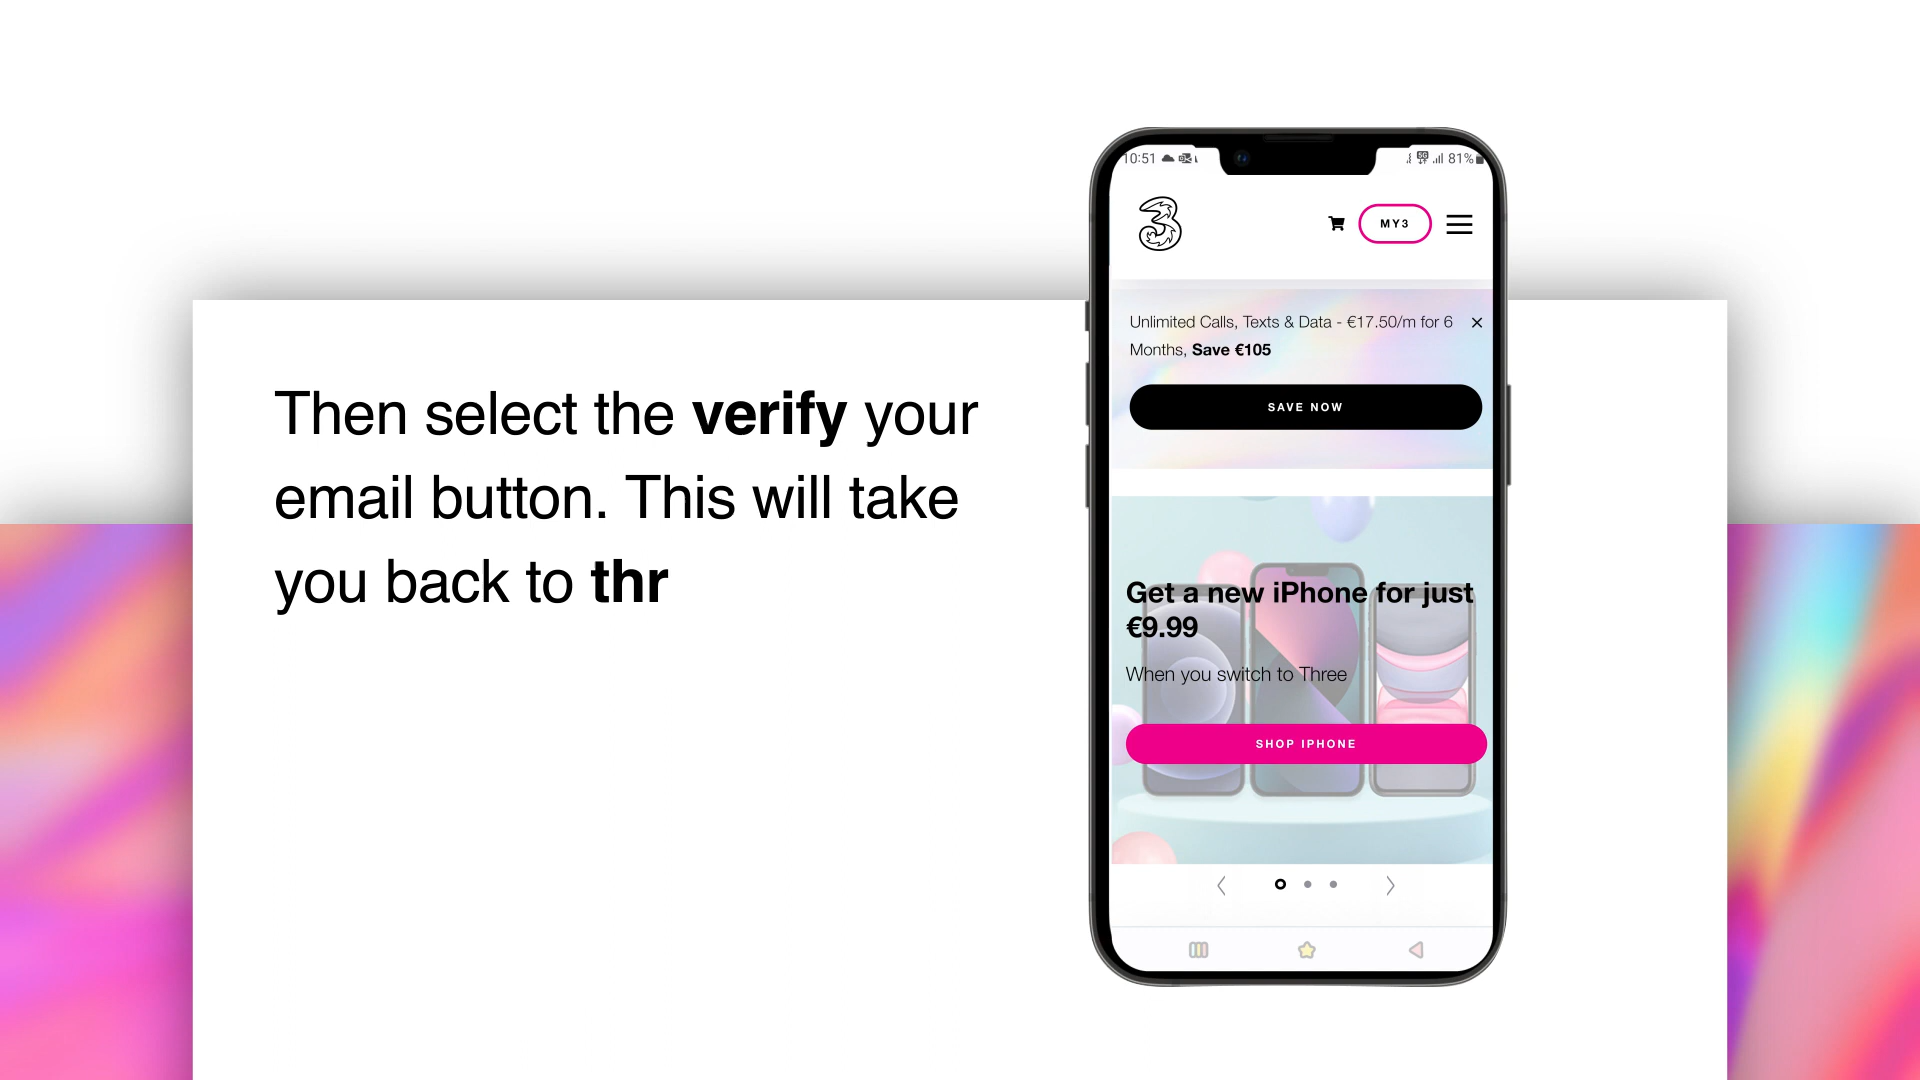 Then select the verify your
email button. This will take
you back to thr
10:51
81%
3
MY3
Unlimited Calls, Texts & Data - €17.50/m for 6
Months, Save €105
SAVE NOW
Get a new iPhone for just
€9.99
When you switch to Three
SHOP IPHONE